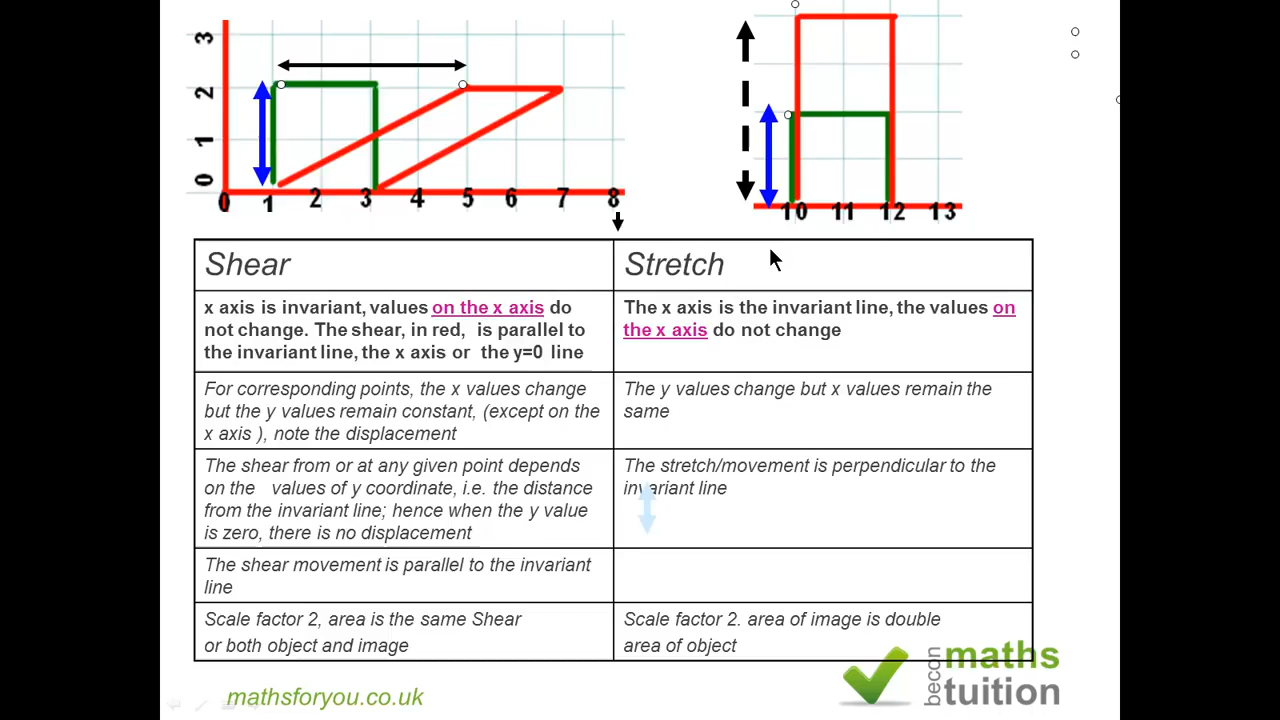 3
2
1
0
0 1 2 3 4 5 6 7 8
10 11 12 13
Shear
Stretch
x axis is invariant, values on the x axis do
not change. The shear, in red, is parallel to
the invariant line, the x axis or the y=0 line
The x axis is the invariant line, the values on
the x axis do not change
For corresponding points, the x values change
but the y values remain constant, (except on the
x axis ), note the displacement
The y values change but x values remain the
same
The shear from or at any given point depends
on the values of y coordinate, i.e. the distance
from the invariant line; hence when the y value
is zero, there is no displacement
The stretch/movement is perpendicular to the
invariant line
The shear movement is parallel to the invariant
line
Scale factor 2, area is the same Shear
or both object and image
Scale factor 2. area of image is double
area of object
mathsforyou.co.uk
becon
maths
tuition